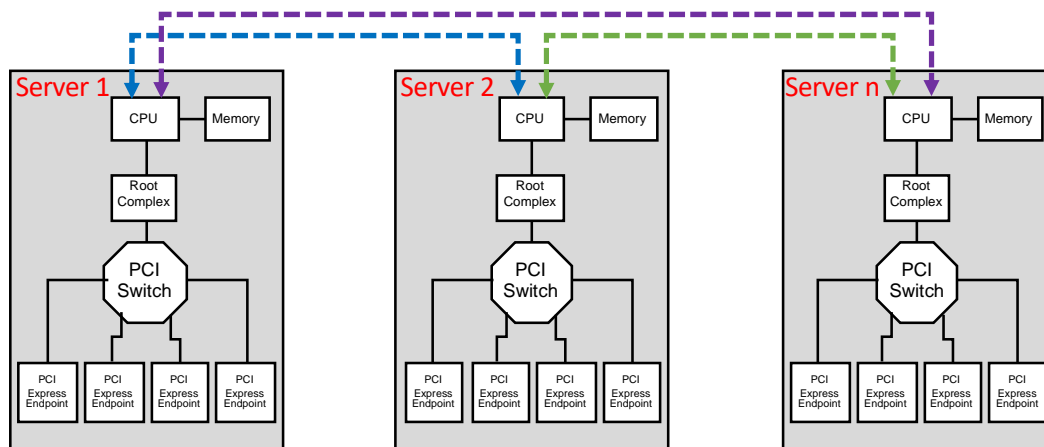 Server 1
CPU
Memory
Root
Complex
PCI
Switch
PCI
Express
Endpoint
PCI
Express
Endpoint
PCI
Express
Endpoint
PCI
Express
Endpoint
Server 2
CPU
Memory
Root
Complex
PCI
Switch
PCI
Express
Endpoint
PCI
Express
Endpoint
PCI
Express
Endpoint
PCI
Express
Endpoint
Server n
CPU
Memory
Root
Complex
PCI
Switch
PCI
Express
Endpoint
PCI
Express
Endpoint
PCI
Express
Endpoint
PCI
Express
Endpoint